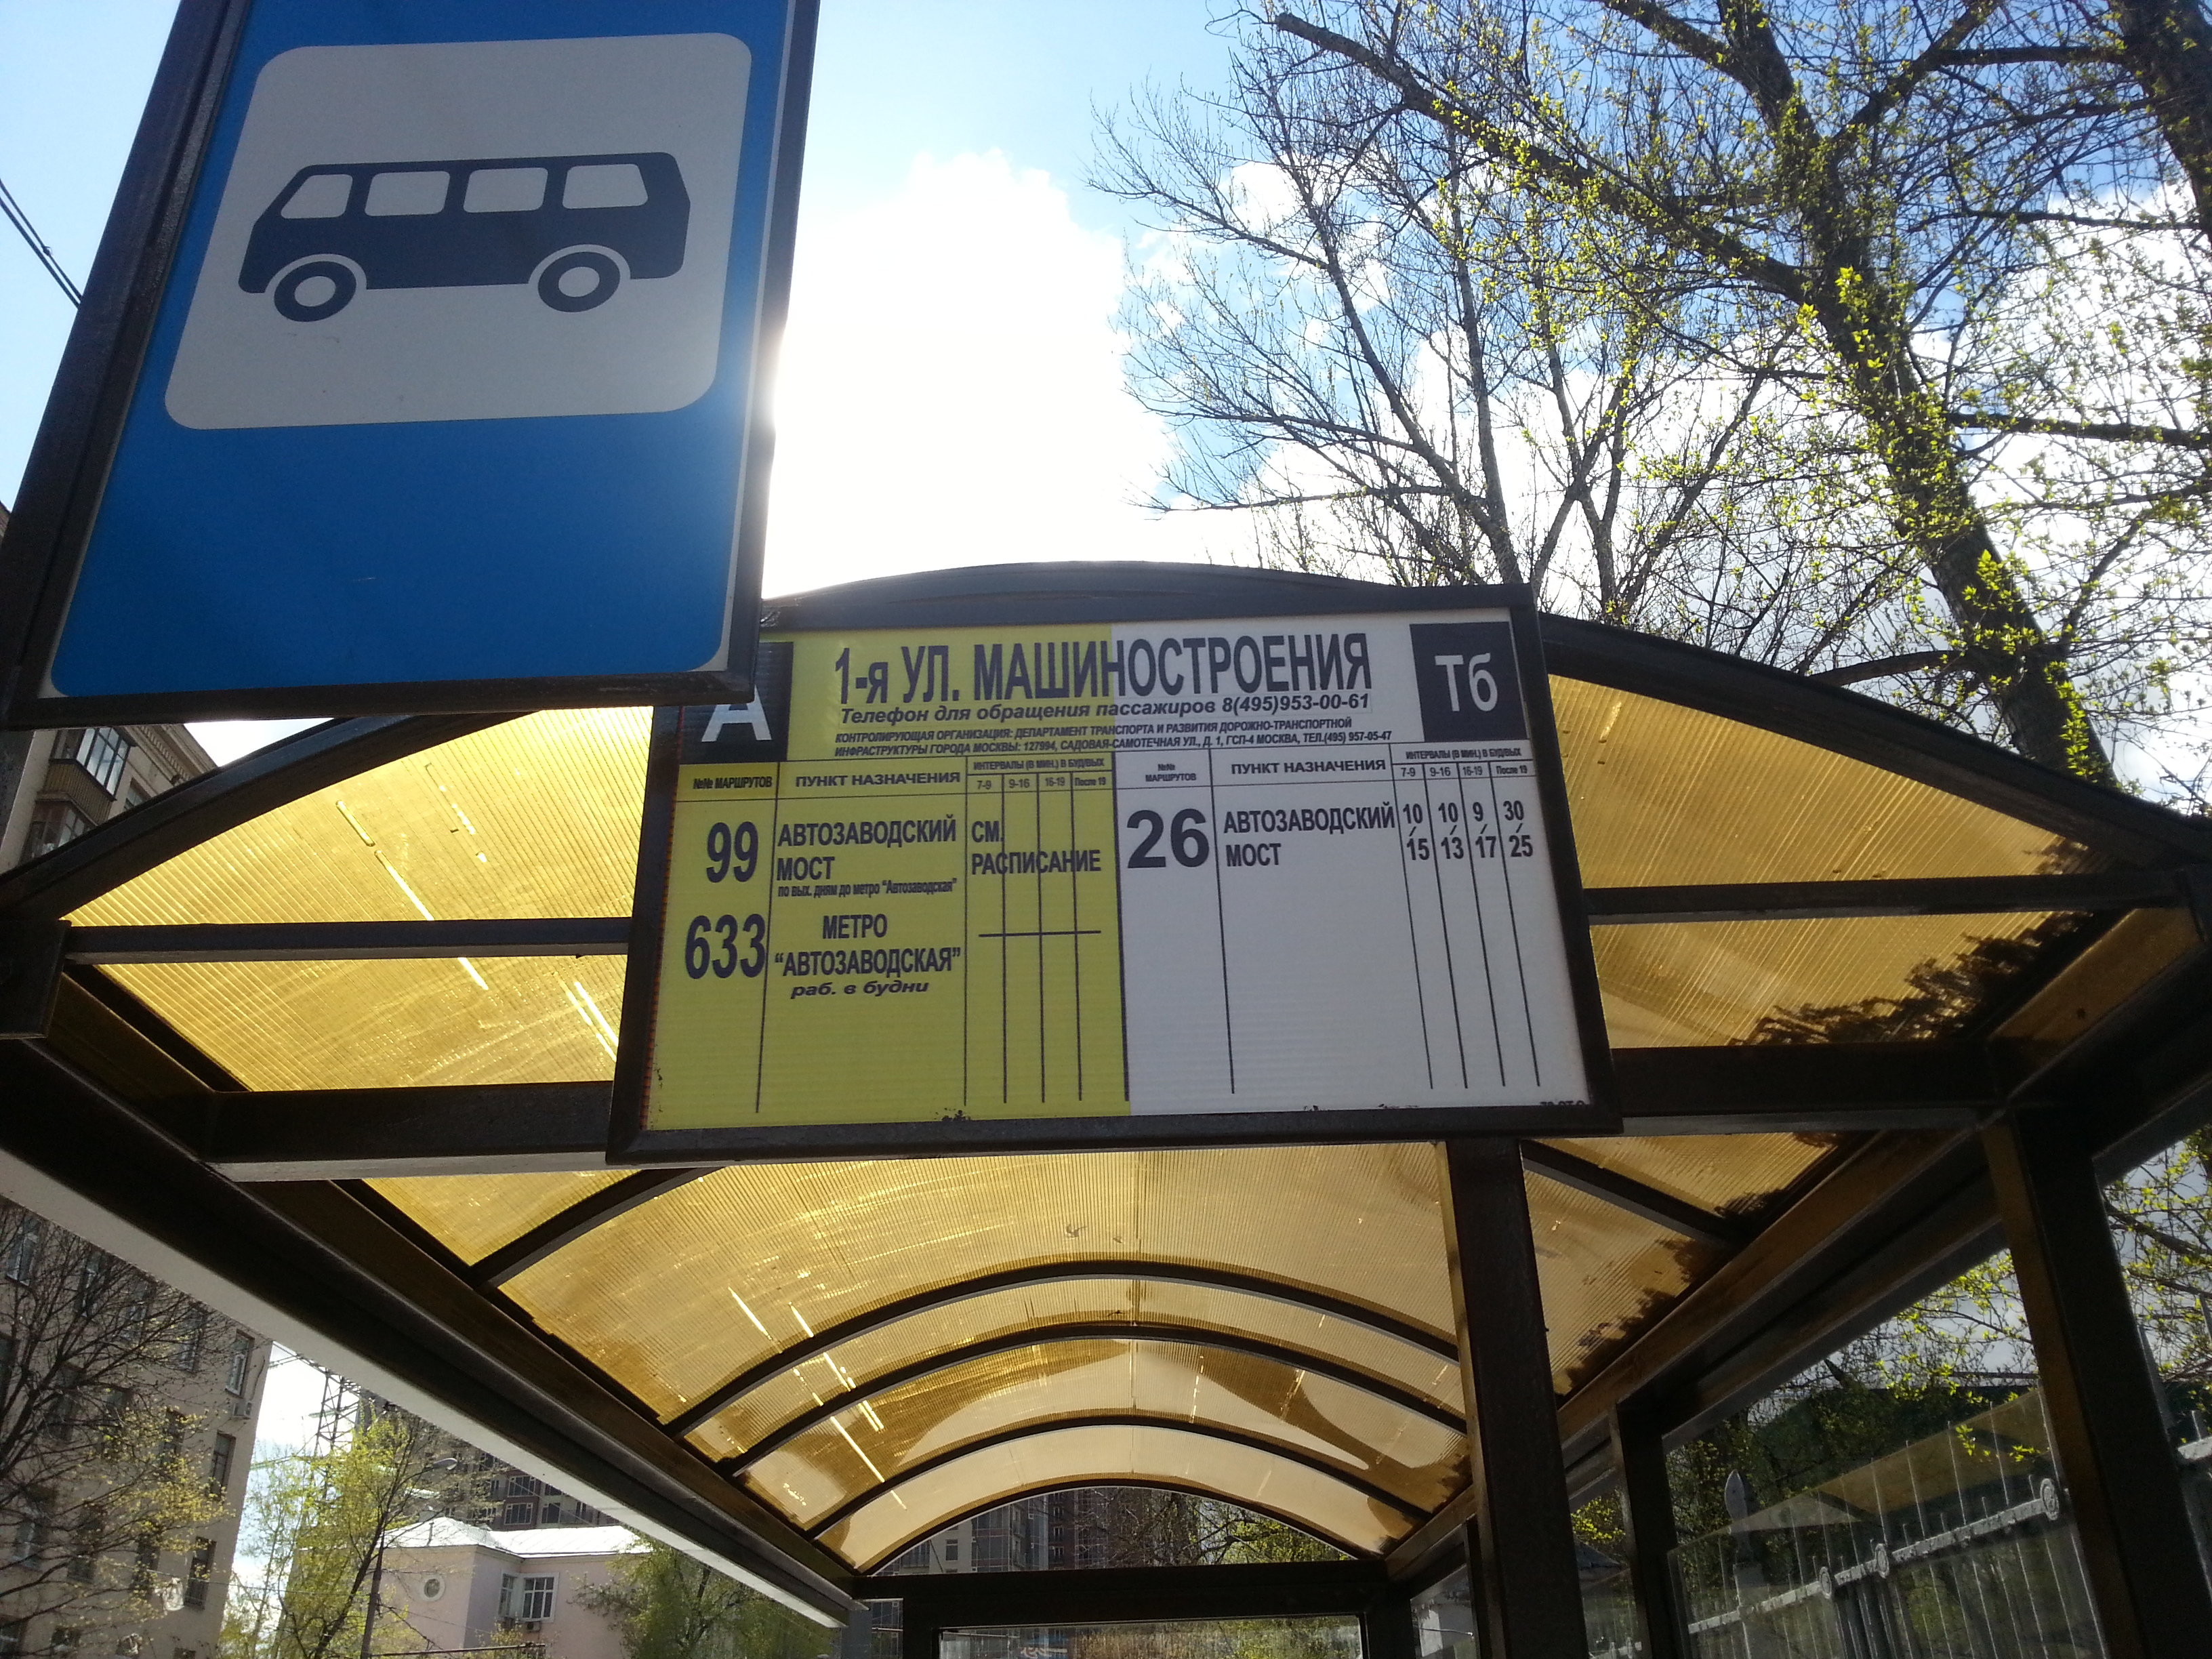 А
1-я УЛ. МАШИНОСТРОЕНИЯ
Тб
Телефон для обращения пассажиров 8(495)953-00-61
КОНТРОЛИРУЮЩАЯ ОРГАНИЗАЦИЯ: ДЕПАРТАМЕНТ ТРАНСПОРТА И РАЗВИТИЯ ДОРОЖНО-ТРАНСПОРТНОЙ
ИНФРАСТРУКТУРЫ ГОРОДА МОСКВЫ: 127994, САДОВАЯ-САМОТЕЧНАЯ УЛ., Д. 1, ГСП-4 МОСКВА, ТЕЛ.(495) 957-05-47
№№ МАРШРУТОВ
ПУНКТ НАЗНАЧЕНИЯ
ИНТЕРВАЛЫ (В МИН.) В БУД/ВЫХ
7-9 9-16 16-19 После 19
99
АВТОЗАВОДСКИЙ
МОСТ
по вых. дням до метро "Автозаводская"
СМ.
РАСПИСАНИЕ
633
МЕТРО
"АВТОЗАВОДСКАЯ"
раб. в будни
№№
МАРШРУТОВ
ПУНКТ НАЗНАЧЕНИЯ
ИНТЕРВАЛЫ (В МИН.) В БУД/ВЫХ
7-9 9-16 16-19 После 19
26
АВТОЗАВОДСКИЙ
МОСТ
10/15 10/13 9/17 30/25